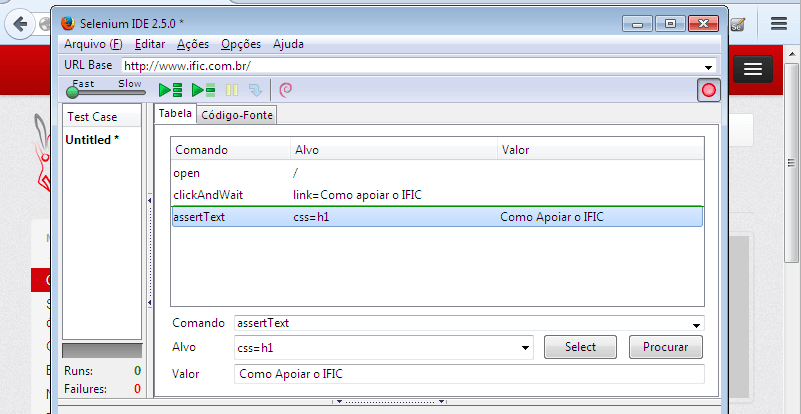 Selenium IDE 2.5.0 *
Arquivo (F) Editar Ações Opções Ajuda
URL Base http://www.ific.com.br/
Fast Slow
Test Case
Untitled *
Tabela Código-Fonte
Comando Alvo Valor
open /
clickAndWait link=Como apoiar o IFIC
assertText css=h1 Como Apoiar o IFIC
Comando assertText
Alvo css=h1 Select Procurar
Valor Como Apoiar o IFIC
Runs: 0
Failures: 0